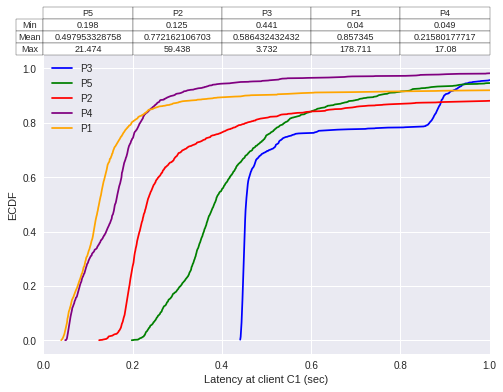 P5 P2 P3 P1 P4
Min 0.198 0.125 0.441 0.04 0.049
Mean 0.497953328758 0.772162106703 0.586432432432 0.857345 0.21580177717
Max 21.474 59.438 3.732 178.711 17.08
1.0
0.8
0.6
0.4
0.2
0.0
ECDF
P3
P5
P2
P4
P1
0.0 0.2 0.4 0.6 0.8 1.0
Latency at client C1 (sec)